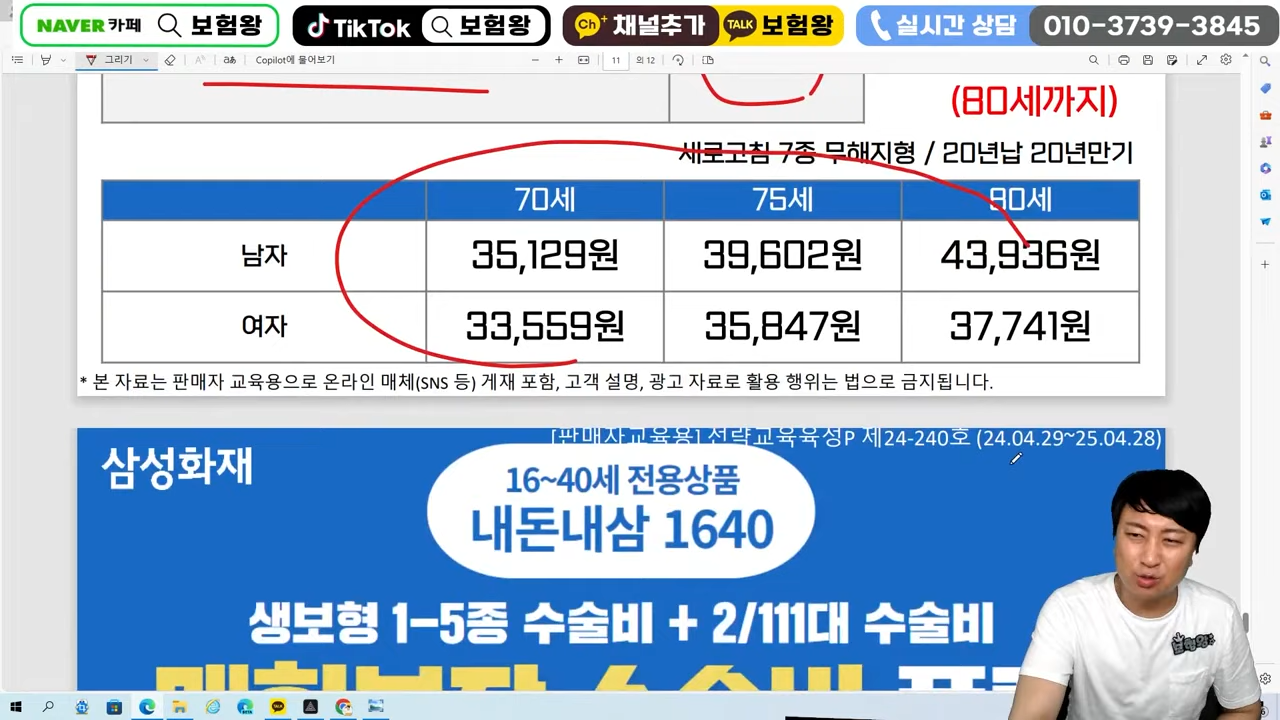 NAVER 카페 보험왕 TikTok 보험왕 Ch+ 채널추가 TALK 보험왕 실시간 상담 010-3739-3845
그리기 aあ Copilot에 물어보기 11 의 12
(80세까지)
새로고침 7종 무해지형 / 20년납 20년만기
70세 75세 80세
남자 35,129원 39,602원 43,936원
여자 33,559원 35,847원 37,741원
* 본 자료는 판매자 교육용으로 온라인 매체(SNS 등) 게재 포함, 고객 설명, 광고 자료로 활용 행위는 법으로 금지됩니다.
[판매자교육용] 전략교육육성P 제24-240호 (24.04.29~25.04.28)
삼성화재
16~40세 전용상품
내돈내삼 1640
생보형 1-5종 수술비 + 2/111대 수술비
보험왕